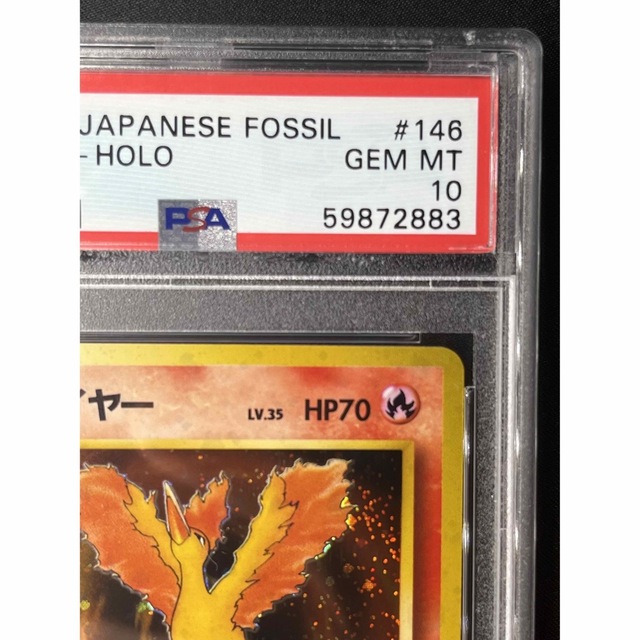 JAPANESE FOSSIL #146
-HOLO GEM MT
10
PSA 59872883
イヤー LV.35 HP70